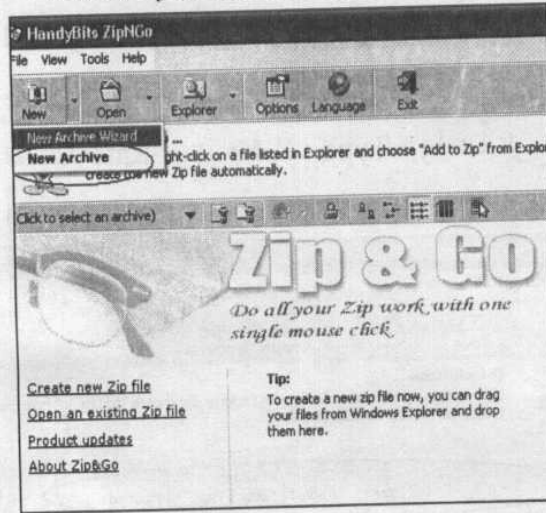 HandyBits ZipNGo
File View Tools Help
New Open Explorer Options Language Exit
New Archive Wizard
New Archive
...
ght-click on a file listed in Explorer and choose "Add to Zip" from Explor
create the new Zip file automatically.
Click to select an archive)
Zip & Go
Do all your Zip work with one
single mouse click.
Create new Zip file
Open an existing Zip file
Product updates
About Zip&Go
Tip:
To create a new zip file now, you can drag
your files from Windows Explorer and drop
them here.